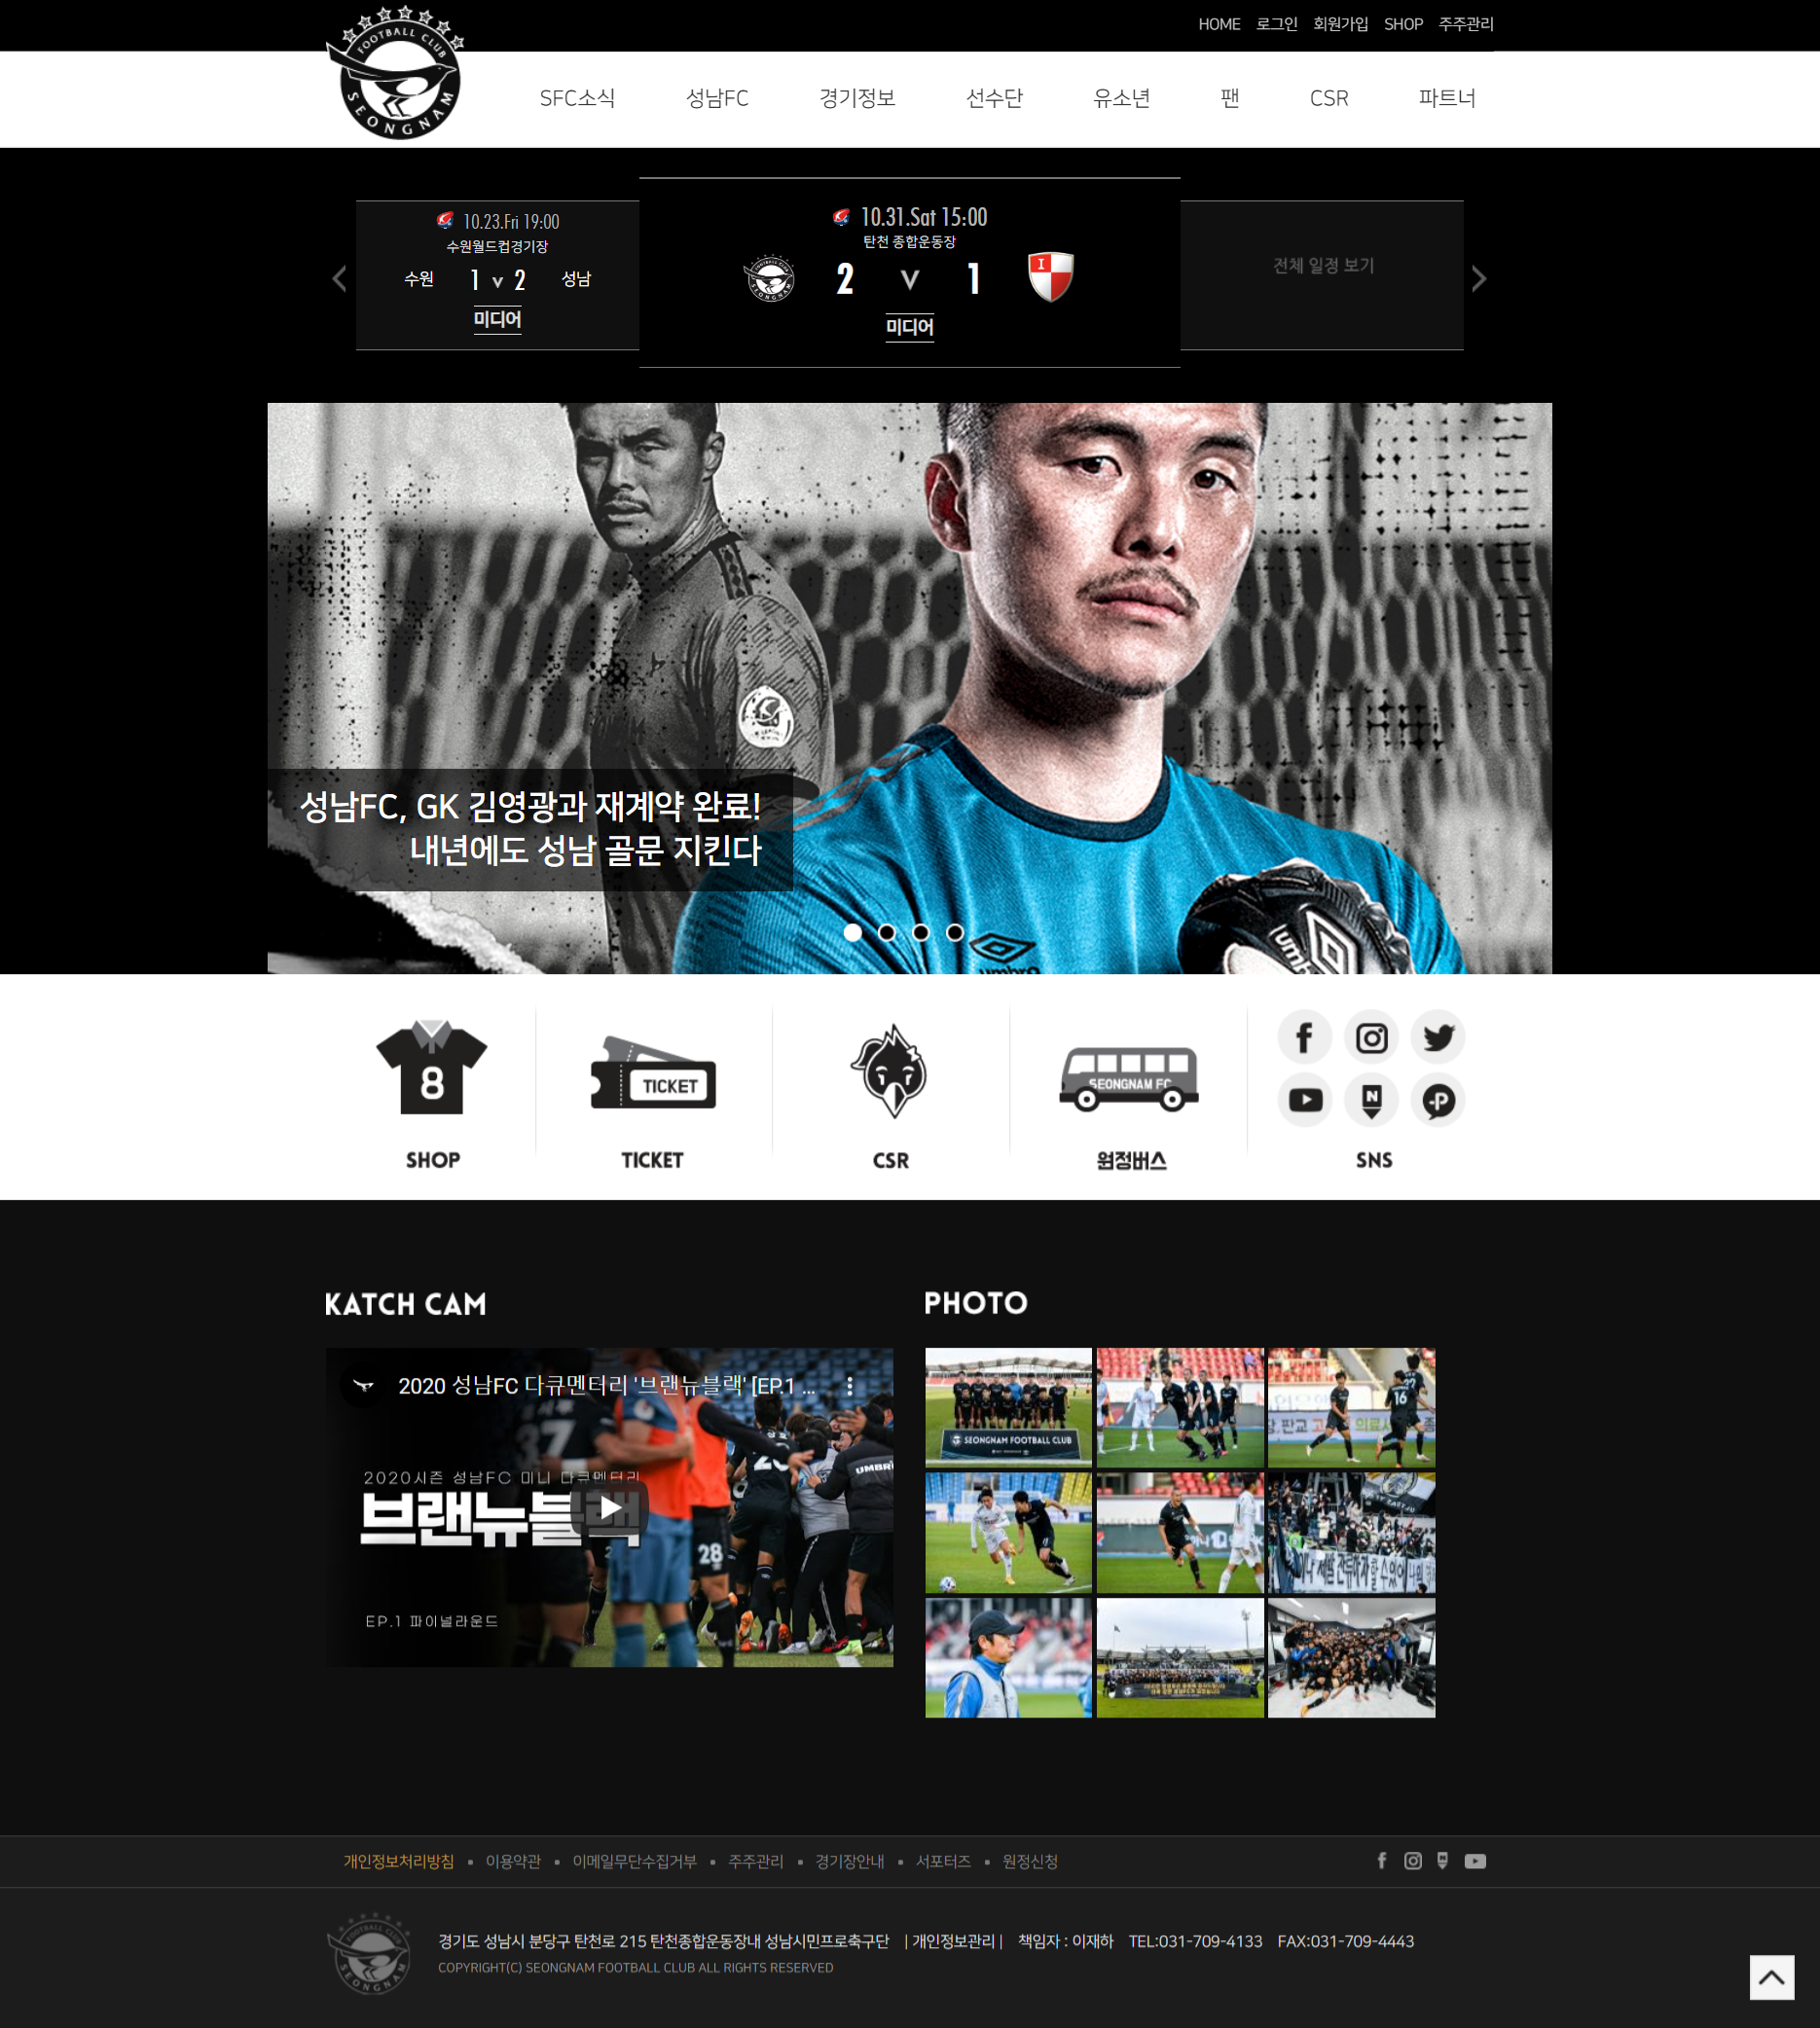 FOOTBALL CLUB
SEONGNAM
HOME 로그인 회원가입 SHOP 주주관리
SFC소식 성남FC 경기정보 선수단 유소년 팬 CSR 파트너
10.23.Fri 19:00
수원월드컵경기장
수원 1 v 2 성남
미디어
10.31.Sat 15:00
탄천 종합운동장
2 V 1
미디어
전체 일정 보기
성남FC, GK 김영광과 재계약 완료!
내년에도 성남 골문 지킨다
umbro
umbro
8
TICKET
SEONGNAM FC
SHOP
TICKET
CSR
원정버스
SNS
KATCH CAM
PHOTO
2020 성남FC 다큐멘터리 '브랜뉴블랙' [EP.1 ...
37
28
UMBRO
2020시즌 성남FC 미니 다큐멘터리
브랜뉴블랙
EP.1 파이널라운드
SEONGNAM FOOTBALL CLUB
16
개인정보처리방침 이용약관 이메일무단수집거부 주주관리 경기장안내 서포터즈 원정신청
FOOTBALL CLUB
SEONGNAM
경기도 성남시 분당구 탄천로 215 탄천종합운동장내 성남시민프로축구단 | 개인정보관리 | 책임자 : 이재하 TEL:031-709-4133 FAX:031-709-4443
COPYRIGHT(C) SEONGNAM FOOTBALL CLUB ALL RIGHTS RESERVED